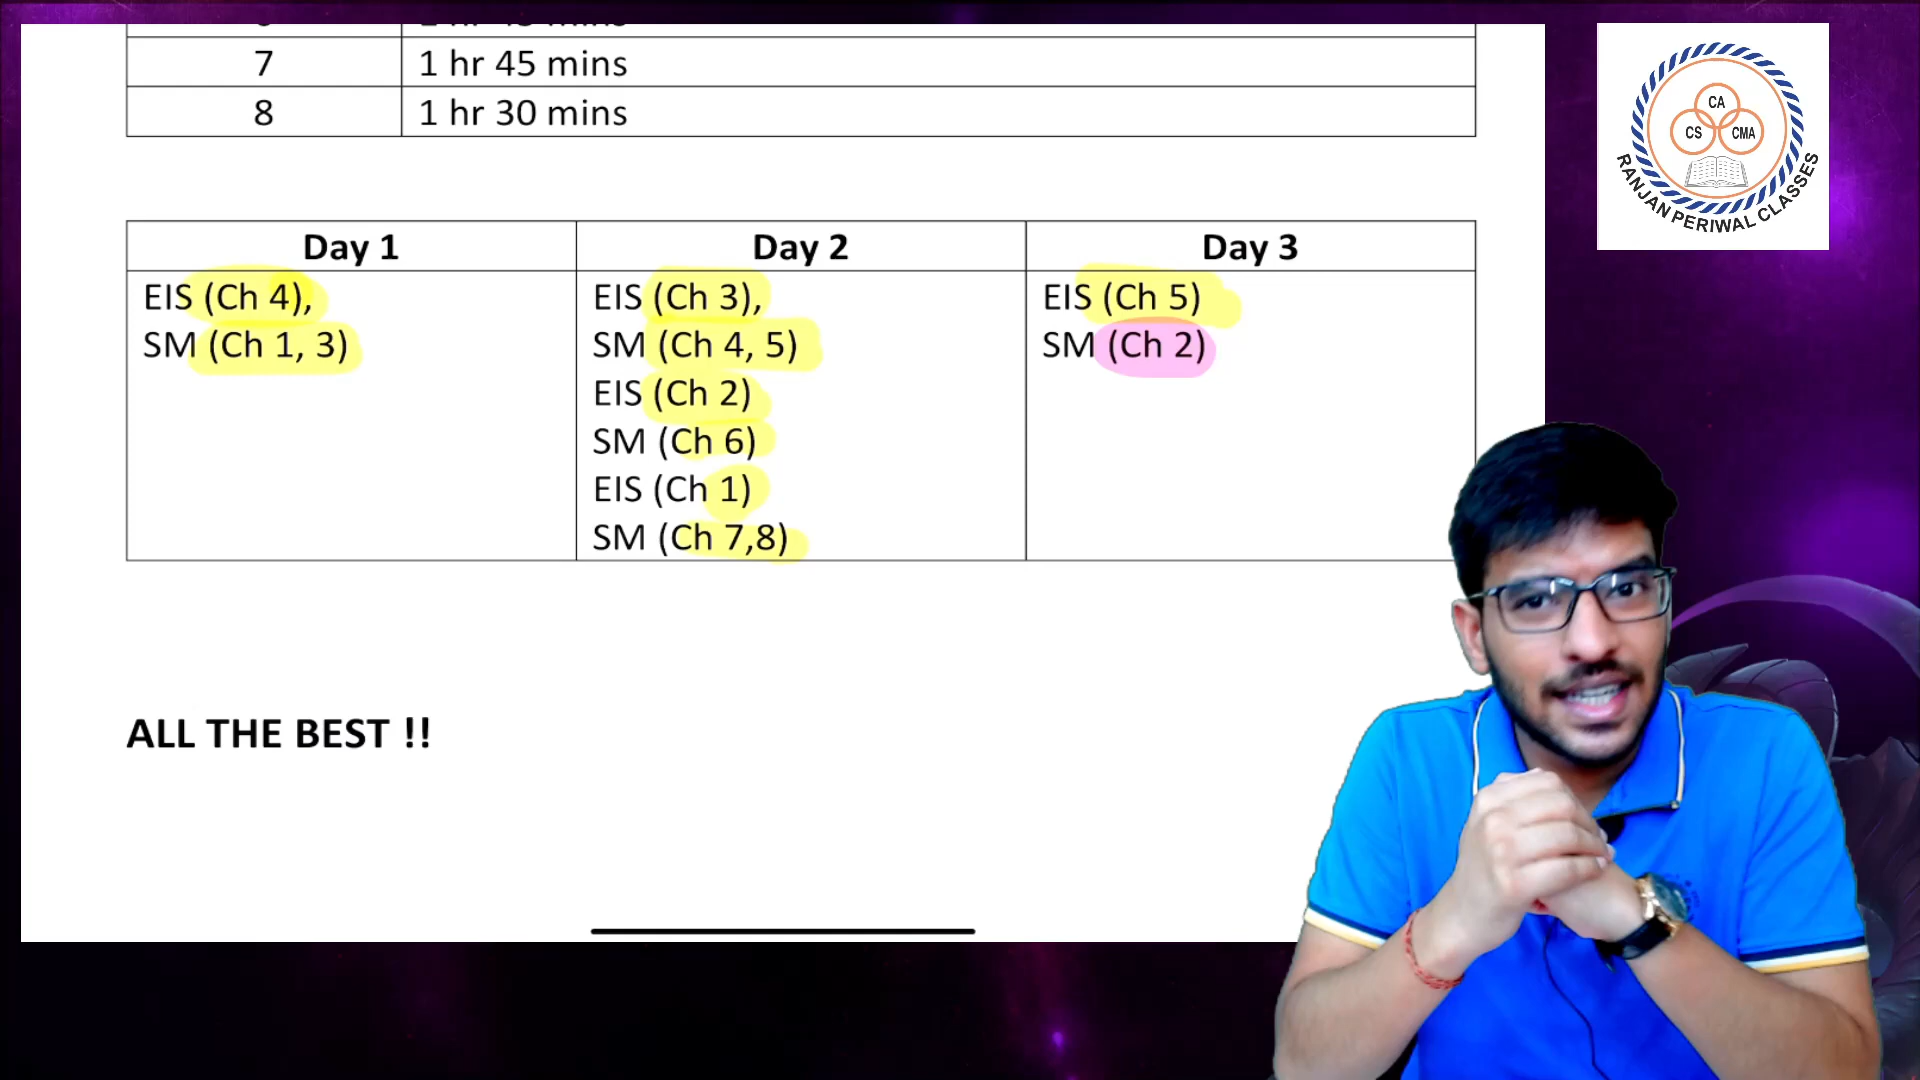 7 1 hr 45 mins
8 1 hr 30 mins
Day 1 Day 2 Day 3
EIS (Ch 4),
SM (Ch 1, 3)
EIS (Ch 3),
SM (Ch 4, 5)
EIS (Ch 2)
SM (Ch 6)
EIS (Ch 1)
SM (Ch 7,8)
EIS (Ch 5)
SM (Ch 2)
ALL THE BEST !!
CA
CS CMA
RANJAN PERIWAL CLASSES